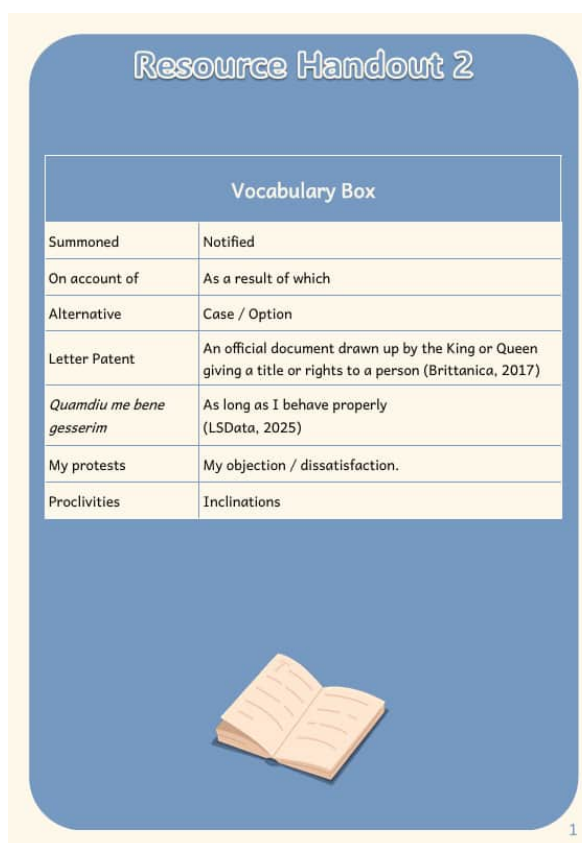 Resource Handout 2
Vocabulary Box
Summoned Notified
On account of As a result of which
Alternative Case / Option
Letter Patent An official document drawn up by the King or Queen
giving a title or rights to a person (Brittanica, 2017)
Quamdiu me bene As long as I behave properly
gesserim (LSData, 2025)
My protests My objection / dissatisfaction.
Proclivities Inclinations
1